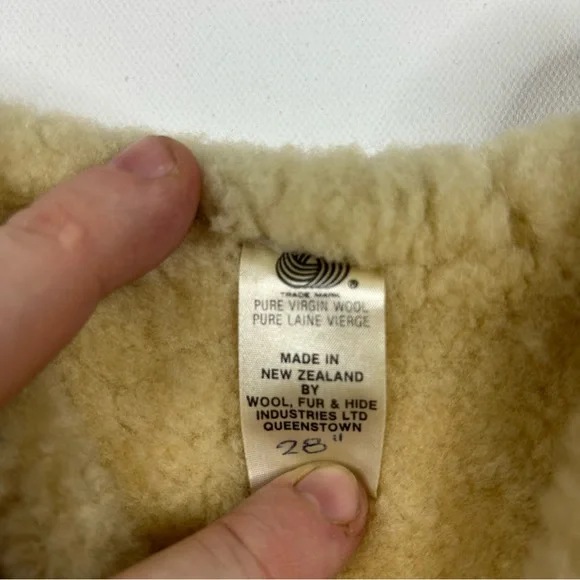 ®
TRADE MARK
PURE VIRGIN WOOL
PURE LAINE VIERGE
MADE IN
NEW ZEALAND
BY
WOOL, FUR & HIDE
INDUSTRIES LTD
QUEENSTOWN
28"